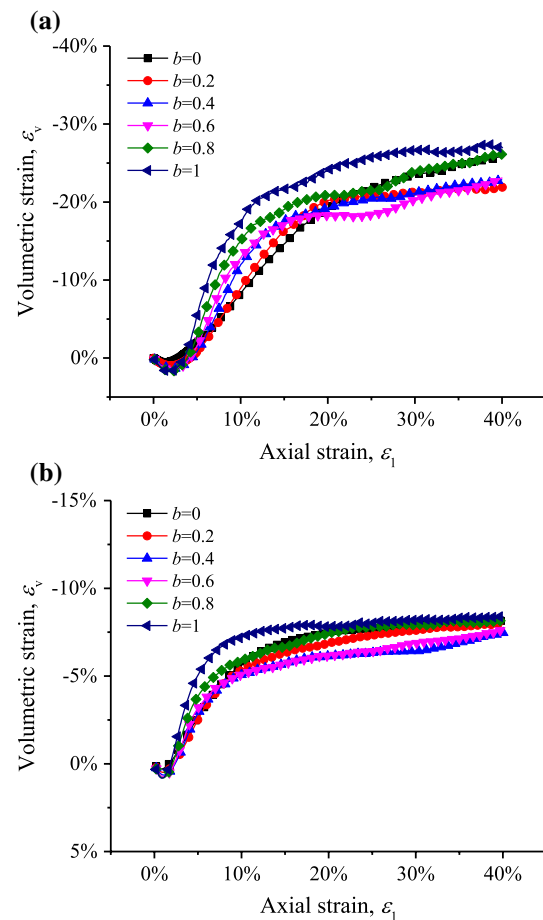 (a)
-40%
-30%
-20%
-10%
0%
Volumetric strain, εv
b=0
b=0.2
b=0.4
b=0.6
b=0.8
b=1
0% 10% 20% 30% 40%
Axial strain, ε1
(b)
-15%
-10%
-5%
0%
5%
Volumetric strain, εv
b=0
b=0.2
b=0.4
b=0.6
b=0.8
b=1
0% 10% 20% 30% 40%
Axial strain, ε1